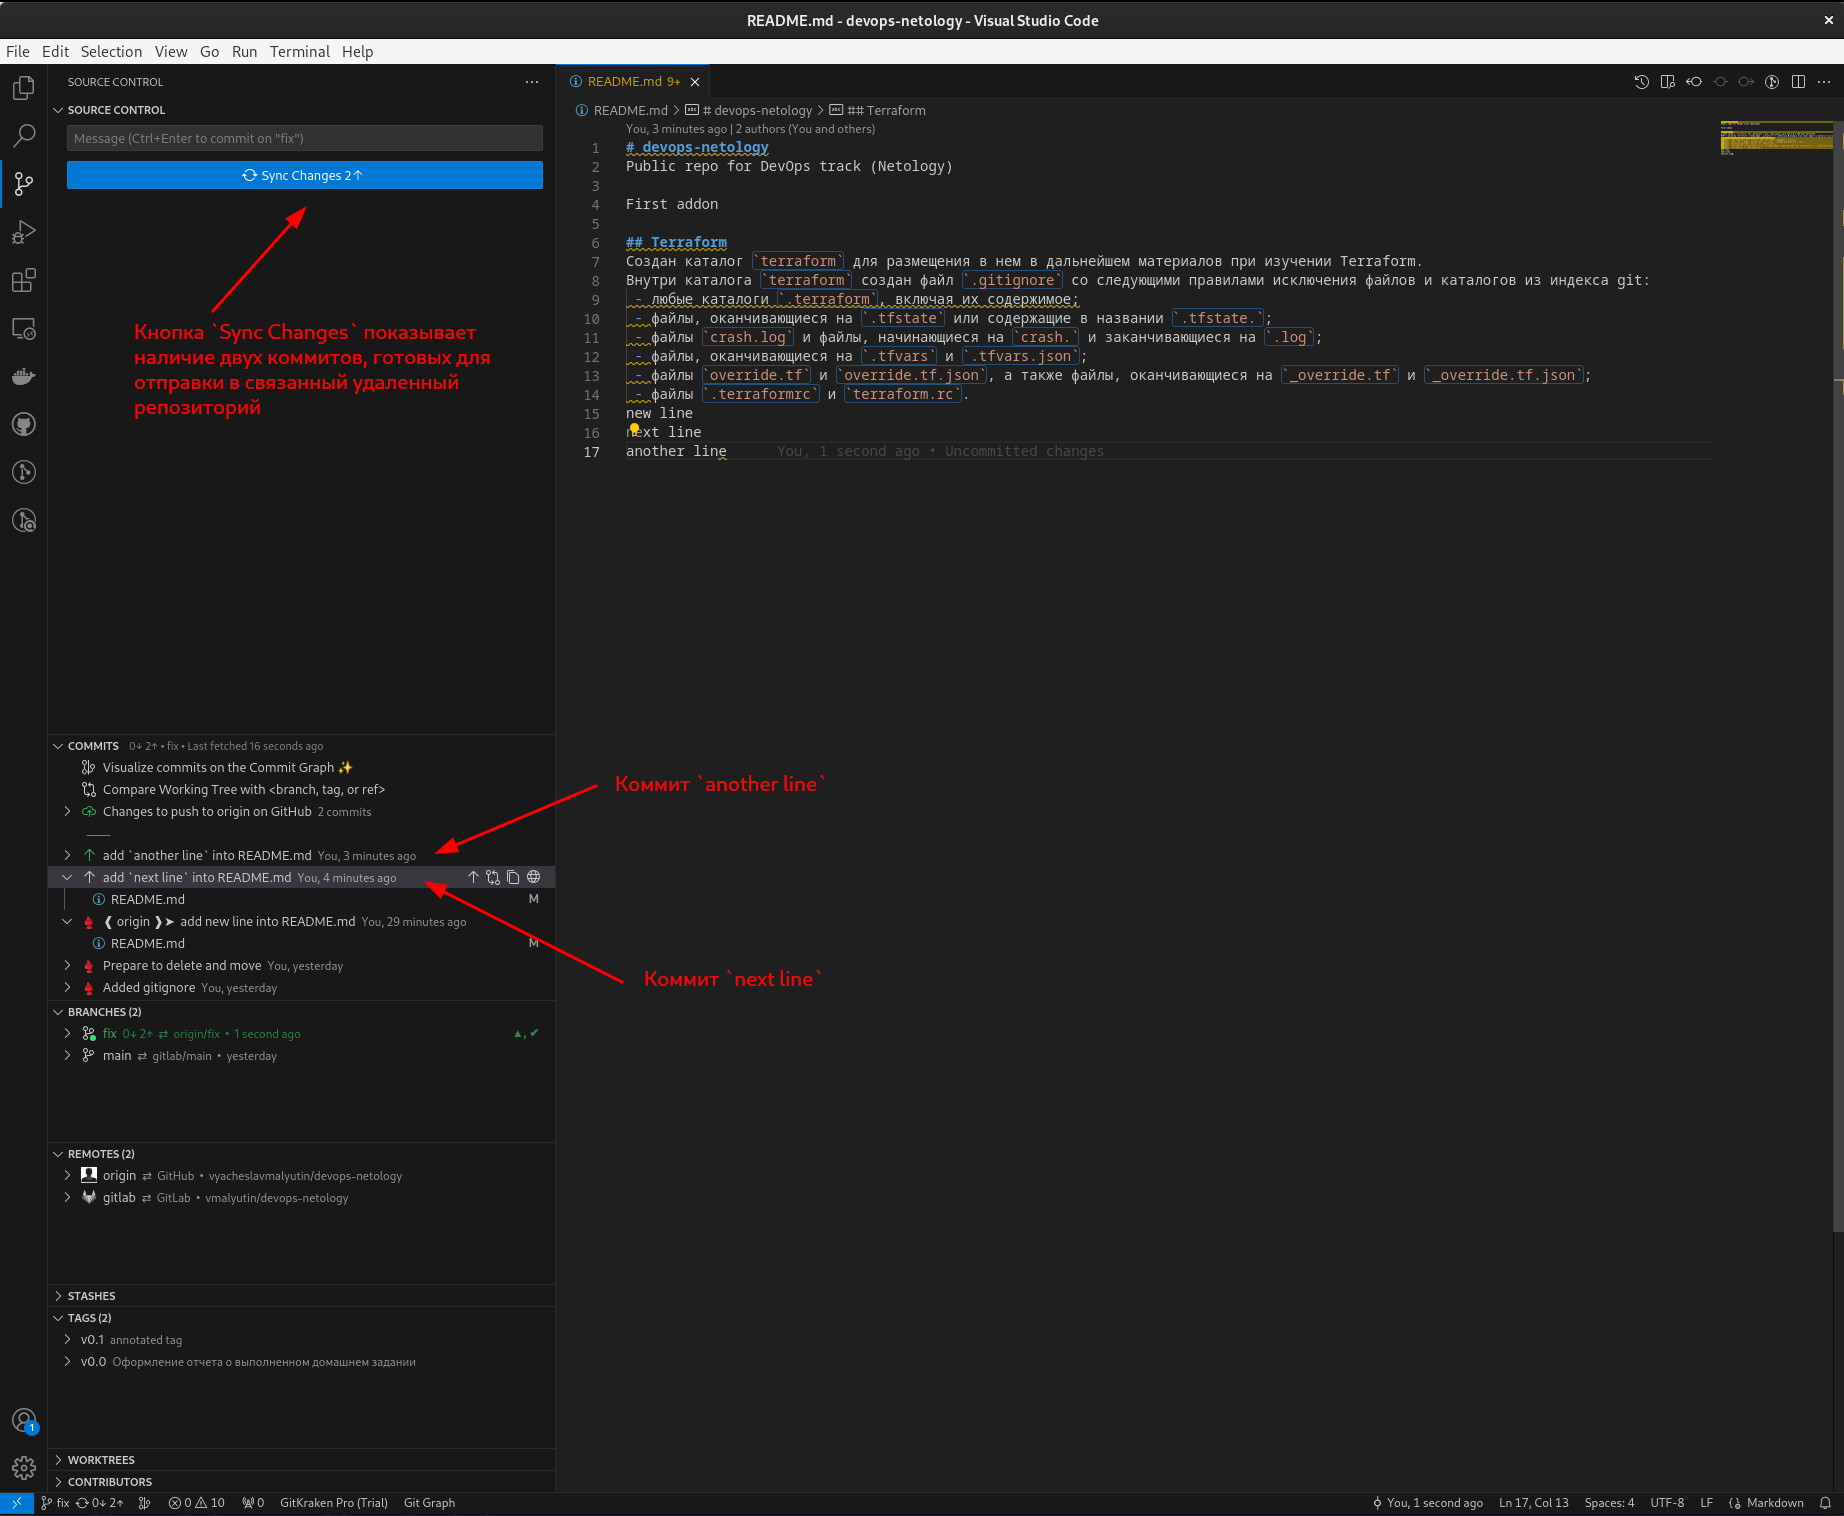 README.md - devops-netology - Visual Studio Code
File Edit Selection View Go Run Terminal Help
SOURCE CONTROL
SOURCE CONTROL
Message (Ctrl+Enter to commit on "fix")
Sync Changes 2↑
Кнопка `Sync Changes` показывает
наличие двух коммитов, готовых для
отправки в связанный удаленный
репозиторий
COMMITS 0↓ 2↑ • fix • Last fetched 16 seconds ago
Visualize commits on the Commit Graph ✨
Compare Working Tree with <branch, tag, or ref>
Changes to push to origin on GitHub 2 commits
add `another line` into README.md You, 3 minutes ago
add `next line` into README.md You, 4 minutes ago
README.md M
❰ origin ❱➤ add new line into README.md You, 29 minutes ago
README.md M
Prepare to delete and move You, yesterday
Added gitignore You, yesterday
BRANCHES (2)
fix 0↓ 2↑ ⇄ origin/fix • 1 second ago ▲, ✔
main ⇄ gitlab/main • yesterday
REMOTES (2)
origin ⇄ GitHub • vyacheslavmalyutin/devops-netology
gitlab ⇄ GitLab • vmalyutin/devops-netology
STASHES
TAGS (2)
v0.1 annotated tag
v0.0 Оформление отчета о выполненном домашнем задании
WORKTREES
CONTRIBUTORS
README.md 9+
README.md > # devops-netology > ## Terraform
You, 3 minutes ago | 2 authors (You and others)
1 # devops-netology
2 Public repo for DevOps track (Netology)
3
4 First addon
5
6 ## Terraform
7 Создан каталог `terraform` для размещения в нем в дальнейшем материалов при изучении Terraform.
8 Внутри каталога `terraform` создан файл `.gitignore` со следующими правилами исключения файлов и каталогов из индекса git:
9 - любые каталоги `.terraform`, включая их содержимое;
10 - файлы, оканчивающиеся на `.tfstate` или содержащие в названии `.tfstate.`;
11 - файлы `crash.log` и файлы, начинающиеся на `crash.` и заканчивающиеся на `.log`;
12 - файлы, оканчивающиеся на `.tfvars` и `.tfvars.json`;
13 - файлы `override.tf` и `override.tf.json`, а также файлы, оканчивающиеся на `_override.tf` и `_override.tf.json`;
14 - файлы `.terraformrc` и `terraform.rc`.
15 new line
16 next line
17 another line You, 1 second ago • Uncommitted changes
Коммит `another line`
Коммит `next line`
1
fix 0↓ 2↑ 0 10 0 GitKraken Pro (Trial) Git Graph
You, 1 second ago Ln 17, Col 13 Spaces: 4 UTF-8 LF Markdown